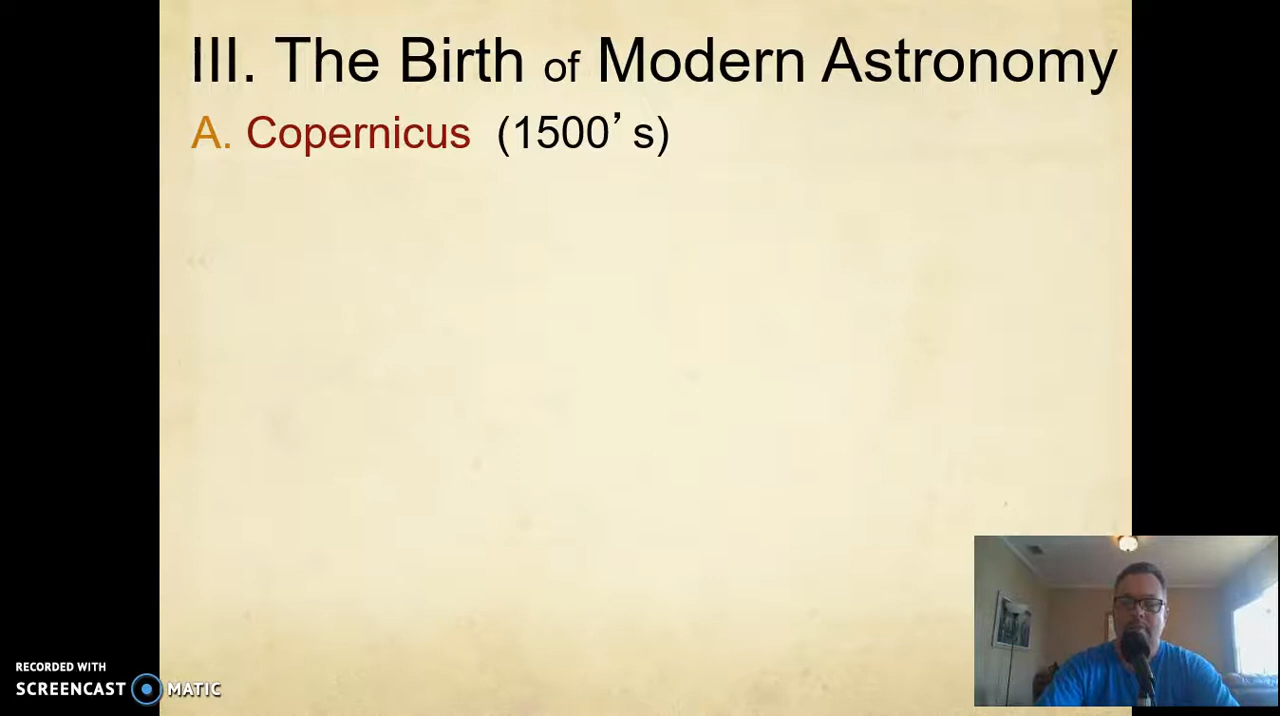 III. The Birth of Modern Astronomy
A. Copernicus (1500’s)
RECORDED WITH
SCREENCAST MATIC